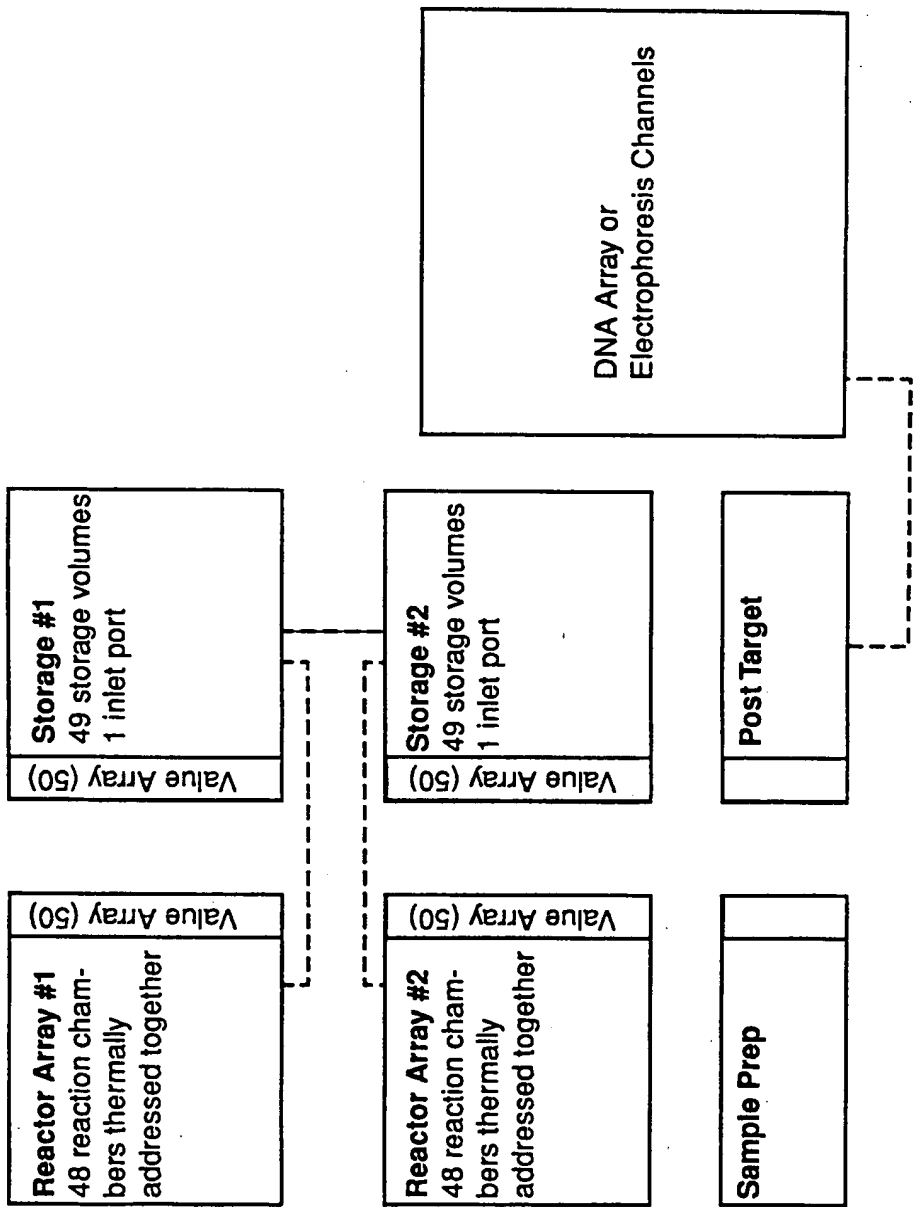 Reactor Array #1
48 reaction cham-
bers thermally
addressed together
Value Array (50)
Value Array (50)
Storage #1
49 storage volumes
1 inlet port
Reactor Array #2
48 reaction cham-
bers thermally
addressed together
Value Array (50)
Value Array (50)
Storage #2
49 storage volumes
1 inlet port
Sample Prep
Post Target
DNA Array or
Electrophoresis Channels